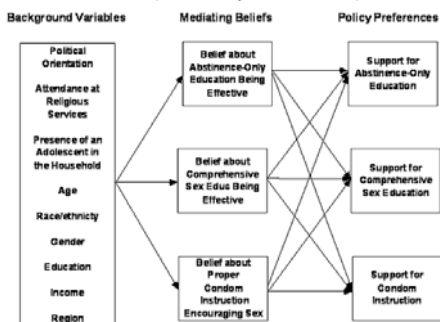 Background Variables
Mediating Beliefs
Policy Preferences
Political
Orientation
Attendance at
Religious
Services
Presence of an
Adolescent in
the Household
Age
Race/ethnicty
Gender
Education
Income
Region
Belief about
Abstinence-Only
Education Being
Effective
Belief about
Comprehensive
Sex Educ Being
Effective
Belief about
Proper
Condom
Instruction
Encouraging Sex
Support for
Abstinence-Only
Education
Support for
Comprehensive
Sex Education
Support for
Condom
Instruction